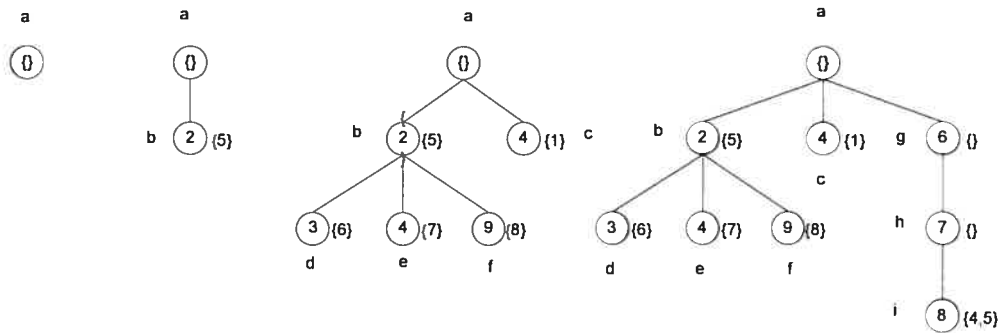 a a a a
{} {} {} {}
b 2 {5} b 2 {5} 4 {1} c b 2 {5} 4 {1} g 6 {}
c
3 {6} 4 {7} 9 {8} 3 {6} 4 {7} 9 {8} h 7 {}
d e f d e f
i 8 {4,5}